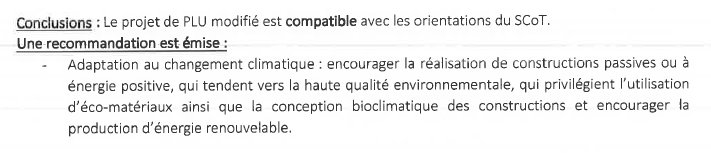 Conclusions : Le projet de PLU modifié est compatible avec les orientations du SCoT.
Une recommandation est émise :
- Adaptation au changement climatique : encourager la réalisation de constructions passives ou à
énergie positive, qui tendent vers la haute qualité environnementale, qui privilégient l'utilisation
d'éco-matériaux ainsi que la conception bioclimatique des constructions et encourager la
production d'énergie renouvelable.